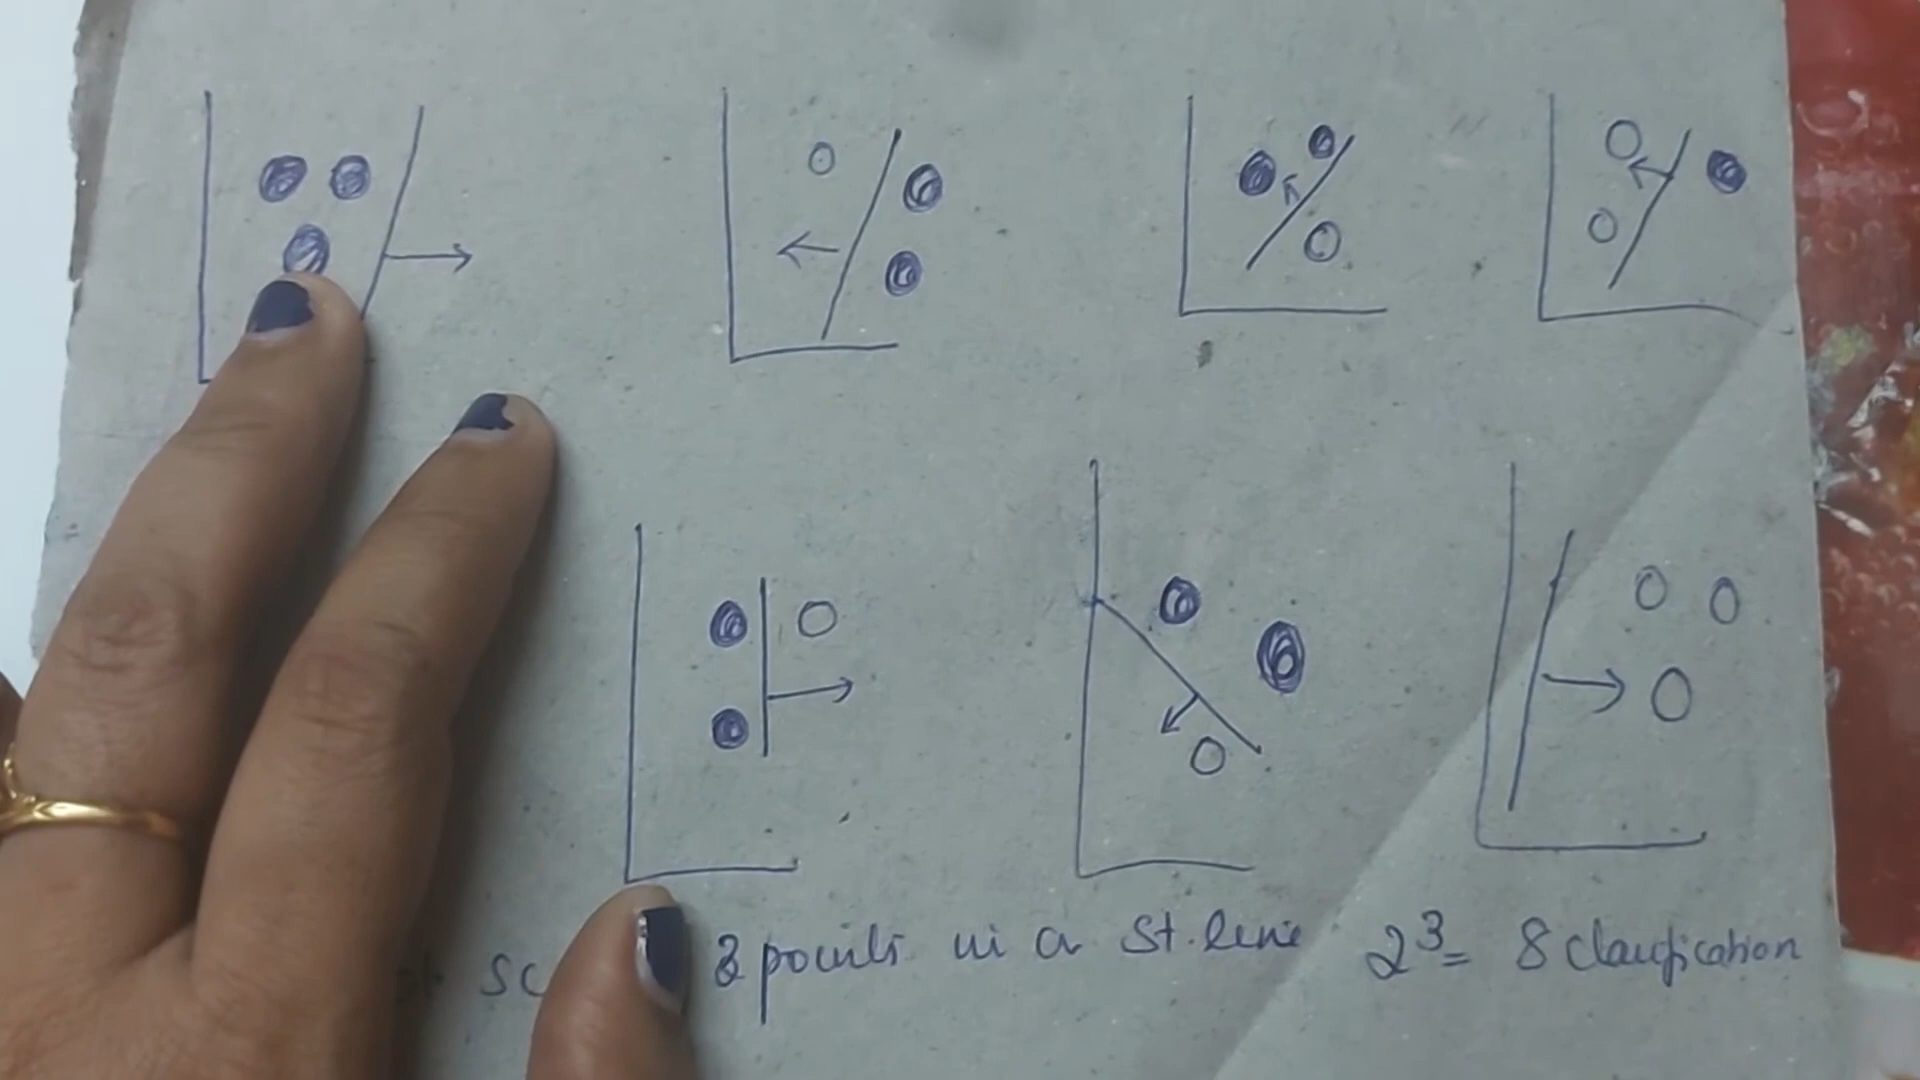 3 points in a St. line 2³ = 8 classification